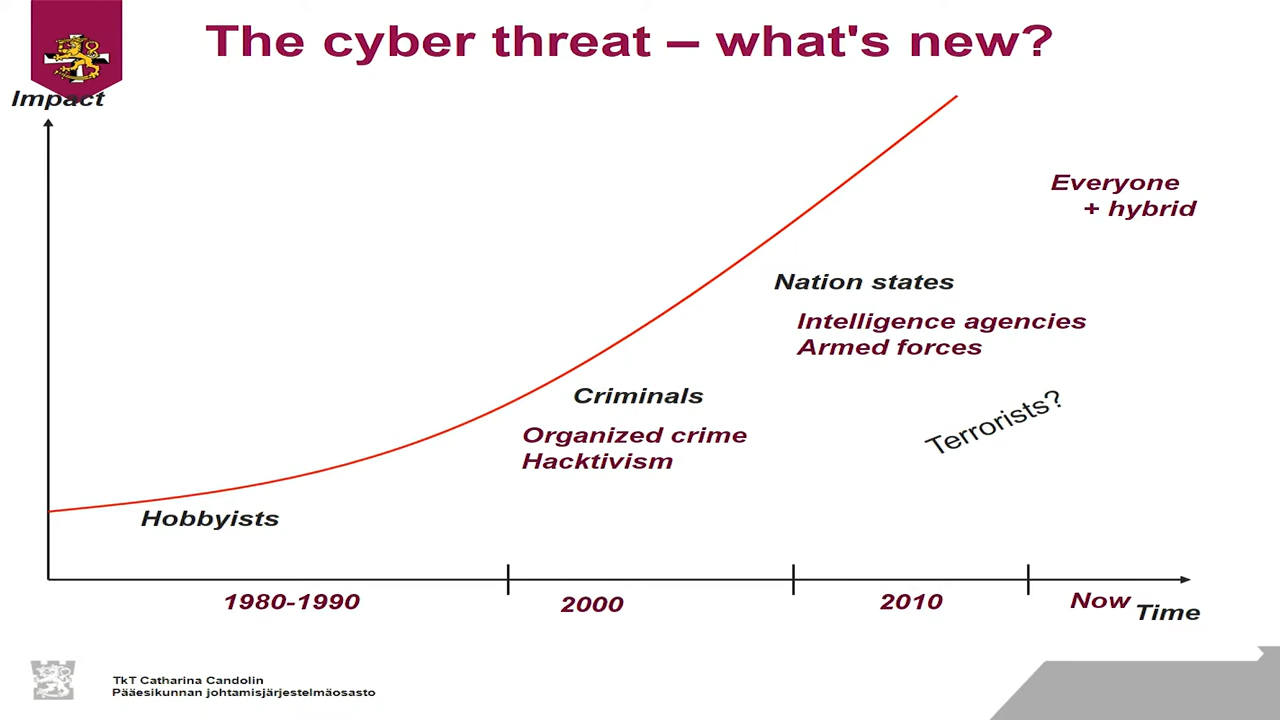 The cyber threat – what's new?
Impact
Everyone
+ hybrid
Nation states
Intelligence agencies
Armed forces
Criminals
Organized crime
Hacktivism
Terrorists?
Hobbyists
1980-1990
2000
2010
Now
Time
TkT Catharina Candolin
Pääesikunnan johtamisjärjestelmäosasto